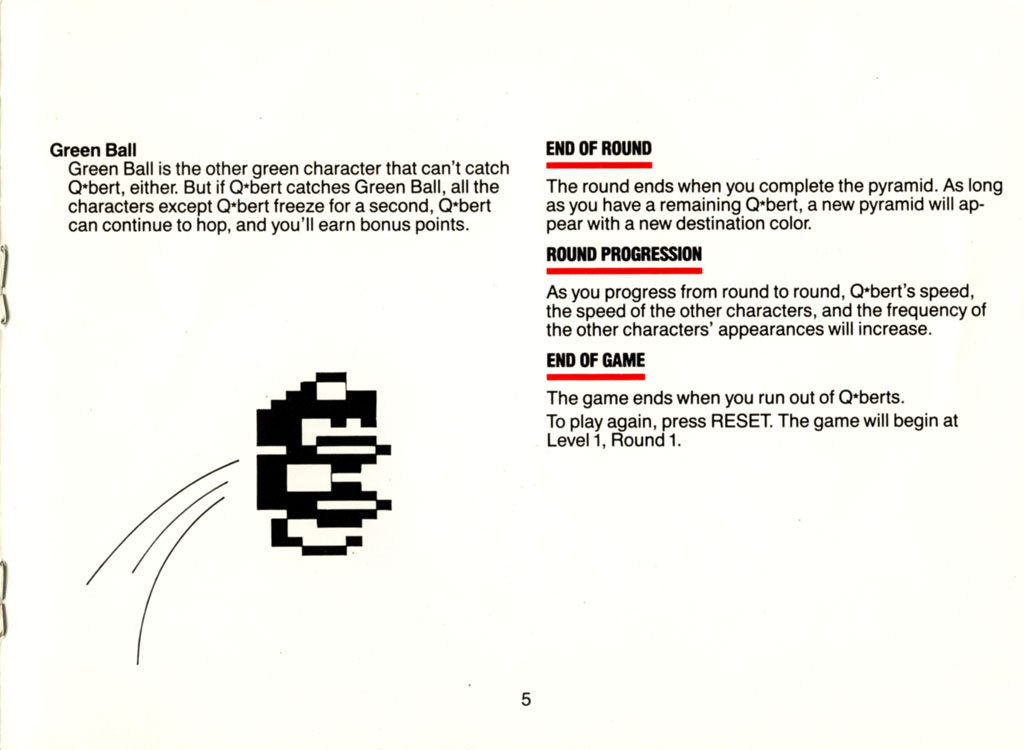 Green Ball
Green Ball is the other green character that can't catch
Q*bert, either. But if Q*bert catches Green Ball, all the
characters except Q*bert freeze for a second, Q*bert
can continue to hop, and you'll earn bonus points.
END OF ROUND
The round ends when you complete the pyramid. As long
as you have a remaining Q*bert, a new pyramid will ap-
pear with a new destination color.
ROUND PROGRESSION
As you progress from round to round, Q*bert's speed,
the speed of the other characters, and the frequency of
the other characters' appearances will increase.
END OF GAME
The game ends when you run out of Q*berts.
To play again, press RESET. The game will begin at
Level 1, Round 1.
5